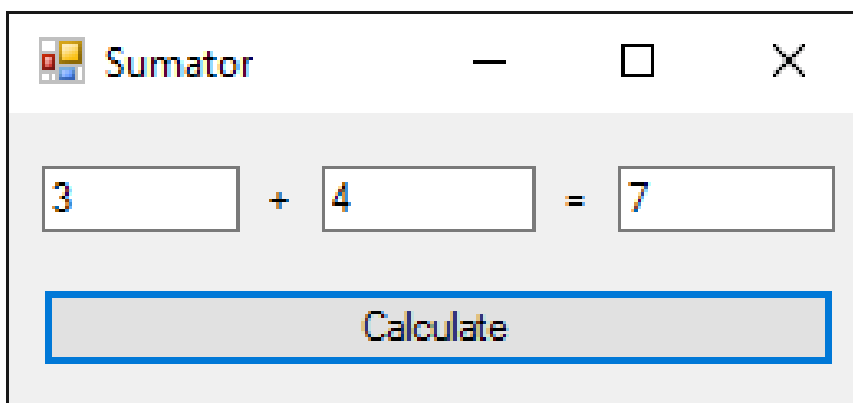 Sumator
3 + 4 = 7
Calculate